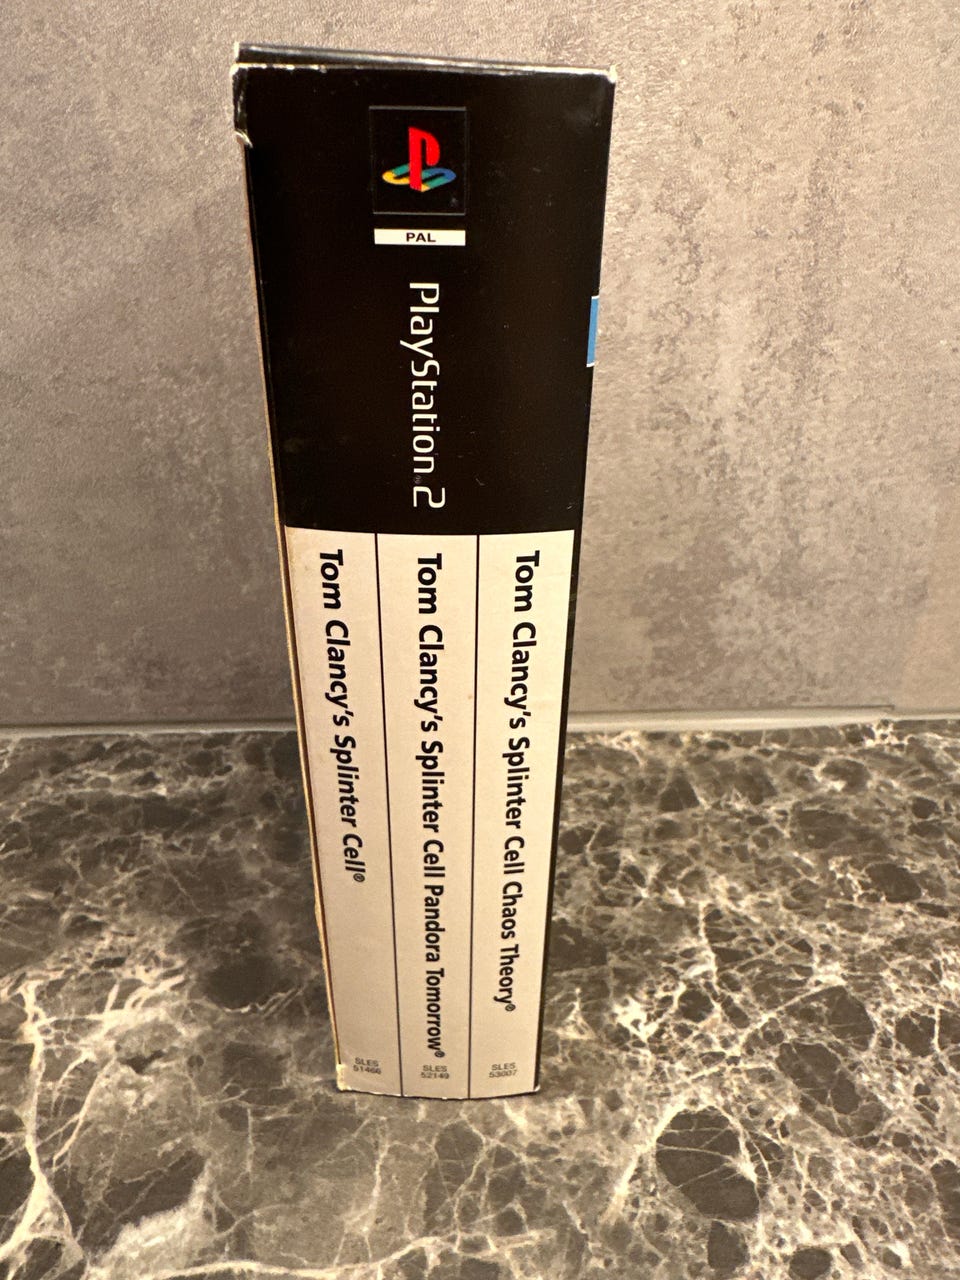 PAL
PlayStation®2
Tom Clancy's Splinter Cell Chaos Theory®
SLES
53007
Tom Clancy's Splinter Cell Pandora Tomorrow®
SLES
52149
Tom Clancy's Splinter Cell®
SLES
51466